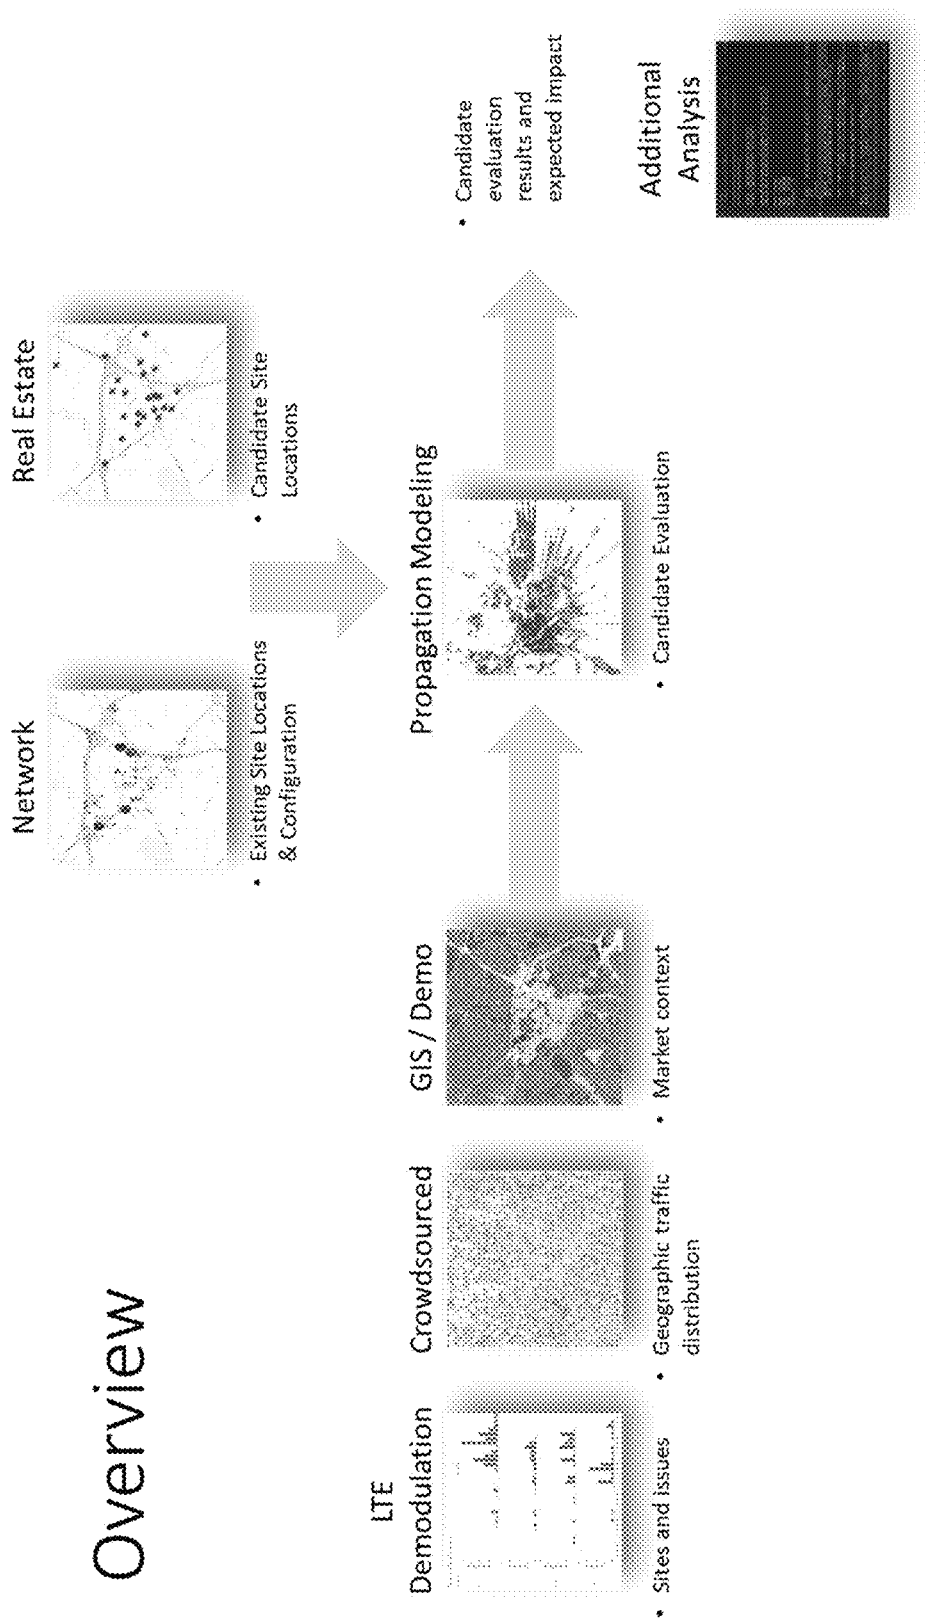 Overview
Network
• Existing Site Locations
& Configuration
Real Estate
• Candidate Site
Locations
LTE
Demodulation
• Sites and issues
Crowdsourced
• Geographic traffic
distribution
GIS / Demo
• Market context
Propagation Modeling
• Candidate Evaluation
• Candidate
evaluation
results and
expected impact
Additional
Analysis